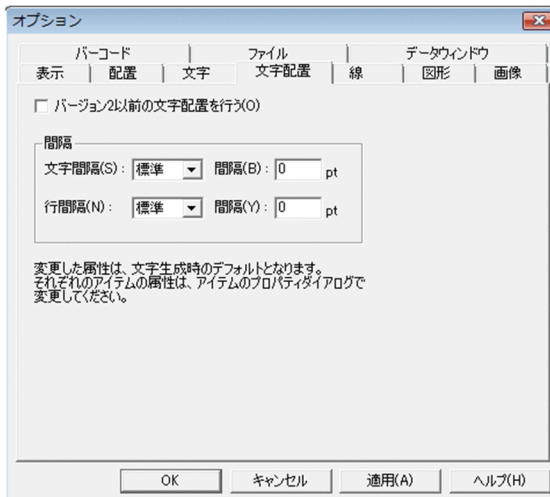 オプション
バーコード ファイル データウィンドウ
表示 配置 文字 文字配置 線 図形 画像
バージョン2以前の文字配置を行う(O)
間隔
文字間隔(S): 標準 間隔(B): 0 pt
行間隔(N): 標準 間隔(Y): 0 pt
変更した属性は、文字生成時のデフォルトとなります。
それぞれのアイテムの属性は、アイテムのプロパティダイアログで
変更してください。
OK キャンセル 適用(A) ヘルプ(H)